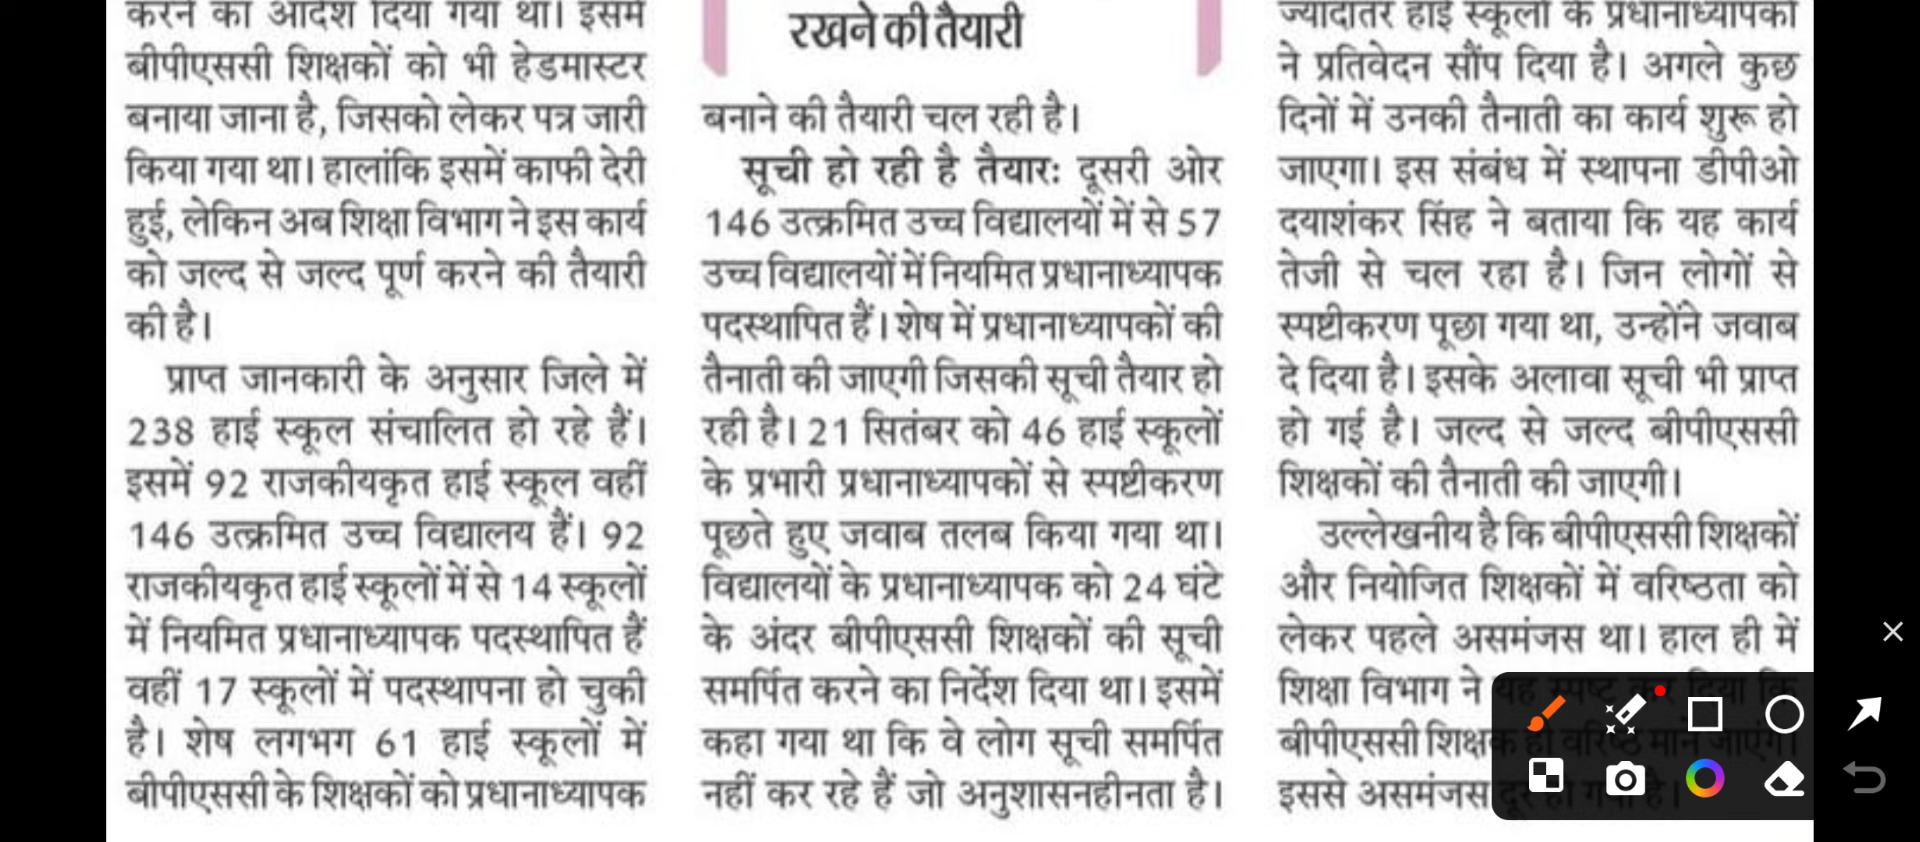 करने का आदेश दिया गया था। इसमें
बीपीएससी शिक्षकों को भी हेडमास्टर
बनाया जाना है, जिसको लेकर पत्र जारी
किया गया था। हालांकि इसमें काफी देरी
हुई, लेकिन अब शिक्षा विभाग ने इस कार्य
को जल्द से जल्द पूर्ण करने की तैयारी
की है।
प्राप्त जानकारी के अनुसार जिले में
238 हाई स्कूल संचालित हो रहे हैं।
इसमें 92 राजकीयकृत हाई स्कूल वहीं
146 उत्क्रमित उच्च विद्यालय हैं। 92
राजकीयकृत हाई स्कूलों में से 14 स्कूलों
में नियमित प्रधानाध्यापक पदस्थापित हैं
वहीं 17 स्कूलों में पदस्थापना हो चुकी
है। शेष लगभग 61 हाई स्कूलों में
बीपीएससी के शिक्षकों को प्रधानाध्यापक
रखने की तैयारी
बनाने की तैयारी चल रही है।
सूची हो रही है तैयारः दूसरी ओर
146 उत्क्रमित उच्च विद्यालयों में से 57
उच्च विद्यालयों में नियमित प्रधानाध्यापक
पदस्थापित हैं। शेष में प्रधानाध्यापकों की
तैनाती की जाएगी जिसकी सूची तैयार हो
रही है। 21 सितंबर को 46 हाई स्कूलों
के प्रभारी प्रधानाध्यापकों से स्पष्टीकरण
पूछते हुए जवाब तलब किया गया था।
विद्यालयों के प्रधानाध्यापक को 24 घंटे
के अंदर बीपीएससी शिक्षकों की सूची
समर्पित करने का निर्देश दिया था। इसमें
कहा गया था कि वे लोग सूची समर्पित
नहीं कर रहे हैं जो अनुशासनहीनता है।
ज्यादातर हाई स्कूलों के प्रधानाध्यापकों
ने प्रतिवेदन सौंप दिया है। अगले कुछ
दिनों में उनकी तैनाती का कार्य शुरू हो
जाएगा। इस संबंध में स्थापना डीपीओ
दयाशंकर सिंह ने बताया कि यह कार्य
तेजी से चल रहा है। जिन लोगों से
स्पष्टीकरण पूछा गया था, उन्होंने जवाब
दे दिया है। इसके अलावा सूची भी प्राप्त
हो गई है। जल्द से जल्द बीपीएससी
शिक्षकों की तैनाती की जाएगी।
उल्लेखनीय है कि बीपीएससी शिक्षकों
और नियोजित शिक्षकों में वरिष्ठता को
लेकर पहले असमंजस था। हाल ही में
शिक्षा विभाग ने यह स्पष्ट कर दिया कि
बीपीएससी शिक्षक ही वरिष्ठ माने जाएंगे।
इससे असमंजस दूर हो गया है।